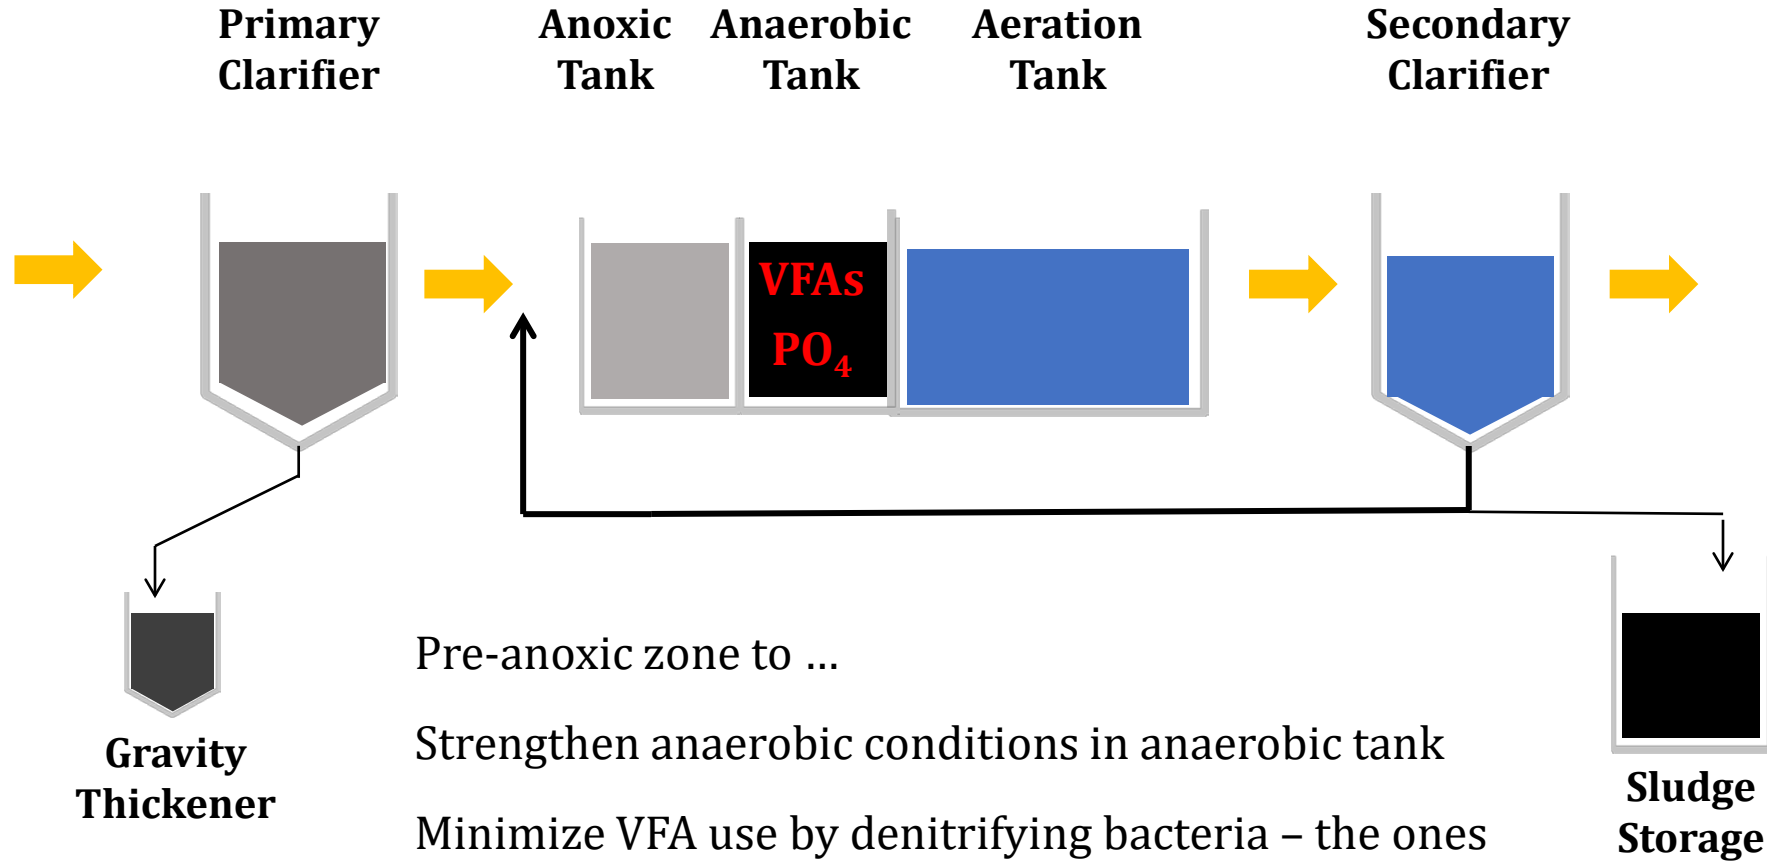 Primary
Clarifier
Anoxic
Tank
Anaerobic
Tank
Aeration
Tank
Secondary
Clarifier
VFAs
PO₄
Gravity
Thickener
Pre-anoxic zone to …
Strengthen anaerobic conditions in anaerobic tank
Minimize VFA use by denitrifying bacteria – the ones
Sludge
Storage